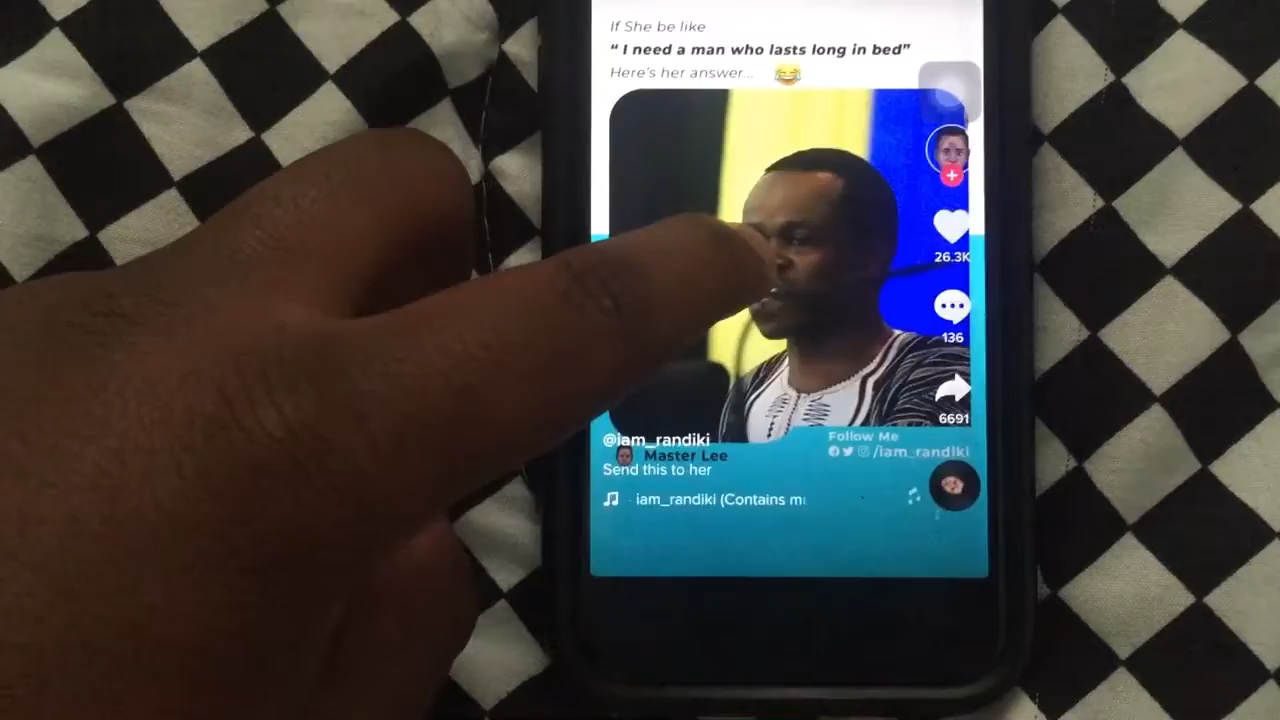 If She be like
“ I need a man who lasts long in bed”
Here's her answer... 😂
26.3K
136
6691
@iam_randiki
Master Lee
Send this to her
Follow Me
/iam_randiki
iam_randiki (Contains mu